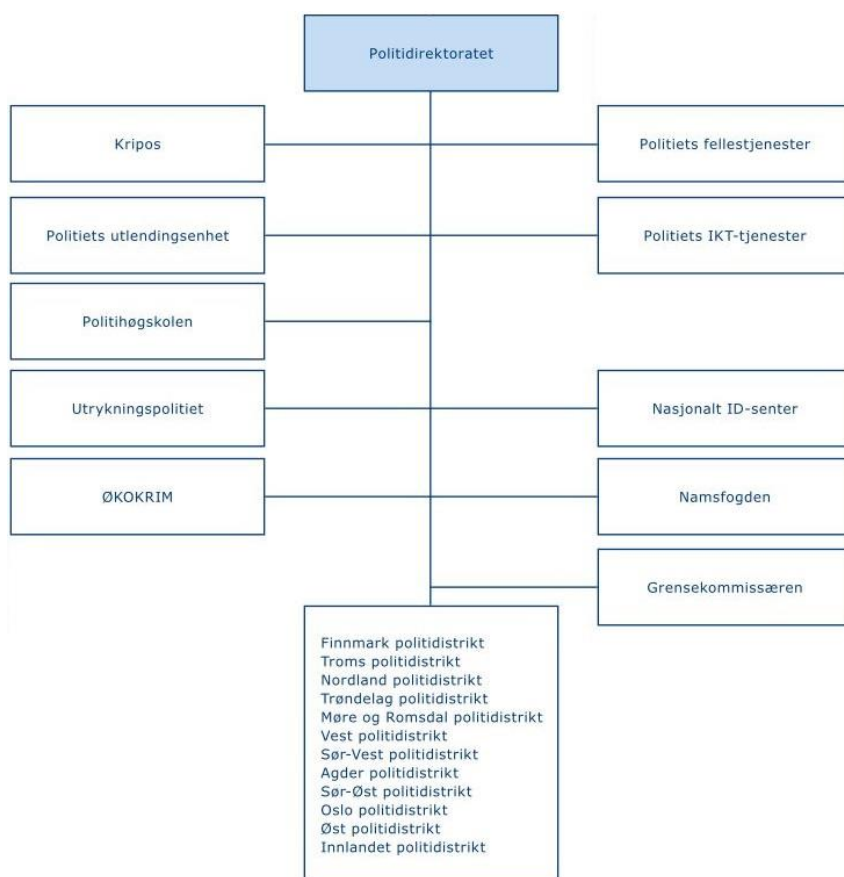 Politidirektoratet
Kripos
Politiets fellestjenester
Politiets utlendingsenhet
Politiets IKT-tjenester
Politihøgskolen
Utrykningspolitiet
Nasjonalt ID-senter
ØKOKRIM
Namsfogden
Grensekommissæren
Finnmark politidistrikt
Troms politidistrikt
Nordland politidistrikt
Trøndelag politidistrikt
Møre og Romsdal politidistrikt
Vest politidistrikt
Sør-Vest politidistrikt
Agder politidistrikt
Sør-Øst politidistrikt
Oslo politidistrikt
Øst politidistrikt
Innlandet politidistrikt